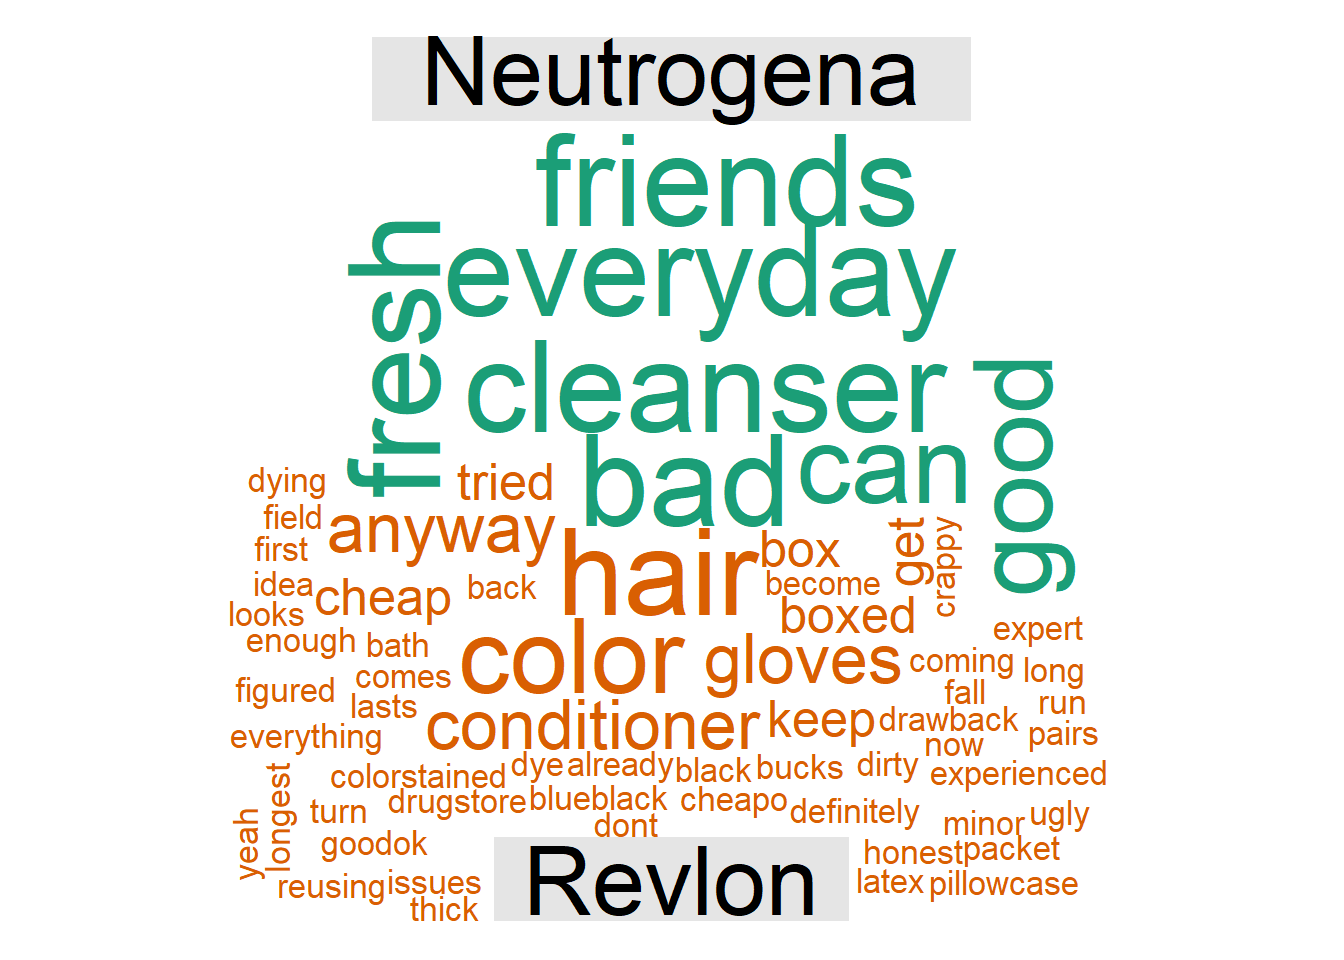 Neutrogena
friends
fresh
everyday
cleanser
good
bad
can
dying
tried
field
anyway
first
hair
box
get
crappy
idea
cheap
back
become
looks
boxed
enough
bath
color
gloves
expert
coming
long
comes
figured
lasts
fall
run
conditioner
keep
drawback
everything
now
pairs
colorstained
dye
already
black
bucks
dirty
experienced
longest
yeah
turn
drugstore
blueblack
cheapo
definitely
dont
minor
ugly
goodok
honest
packet
reusing
issues
latex
pillowcase
thick
Revlon